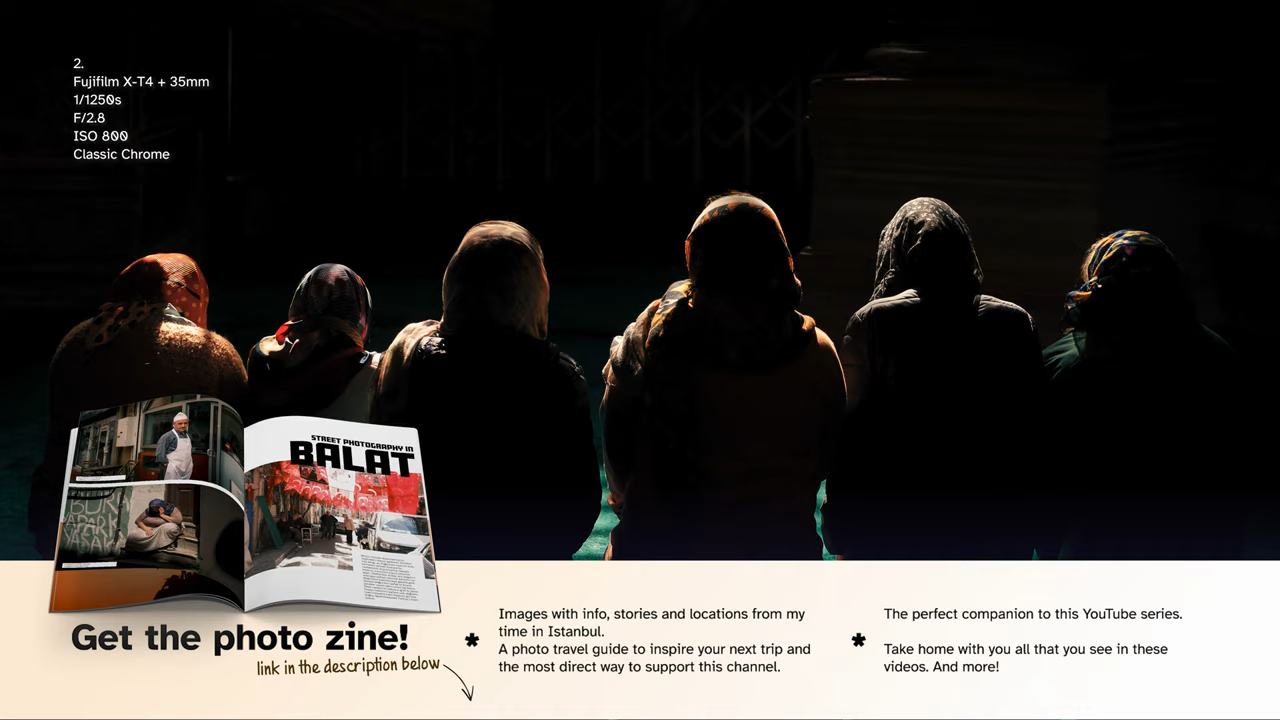 2.
Fujifilm X-T4 + 35mm
1/1250s
F/2.8
ISO 800
Classic Chrome
STREET PHOTOGRAPHY IN
BALAT
Get the photo zine!
link in the description below
* Images with info, stories and locations from my
time in Istanbul.
A photo travel guide to inspire your next trip and
the most direct way to support this channel.
* The perfect companion to this YouTube series.
Take home with you all that you see in these
videos. And more!